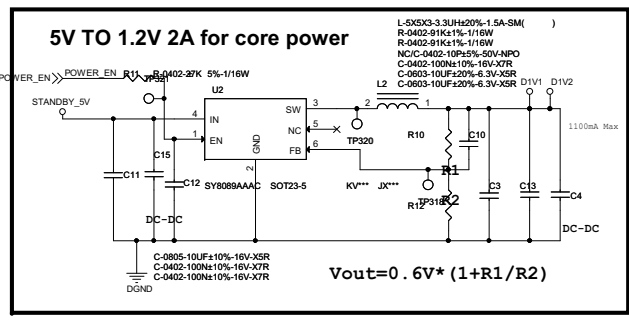 5V TO 1.2V 2A for core power
L-5X5X3-3.3UH±20%-1.5A-SM( )
R-0402-91K±1%-1/16W
R-0402-91K±1%-1/16W
NC/C-0402-10P±5%-50V-NPO
C-0402-100N±10%-16V-X7R
C-0603-10UF±20%-6.3V-X5R
C-0603-10UF±20%-6.3V-X5R
POWER_EN POWER_EN R11 R-0402-27K 5%-1/16W
TP321
U2
L2
D1V1 D1V2
STANDBY_5V
4 IN
SW 3
2 1
1100mA Max
1 EN
GND
NC 5
TP320
R10
C10
FB 6
2
C15
C11
C12
R1
SY8089AAAC SOT23-5
KV*** JX***
TP318
R12
R2
C3
C13
C4
DC-DC
DC-DC
C-0805-10UF±10%-16V-X5R
C-0402-100N±10%-16V-X7R
C-0402-100N±10%-16V-X7R
DGND
Vout=0.6V*(1+R1/R2)